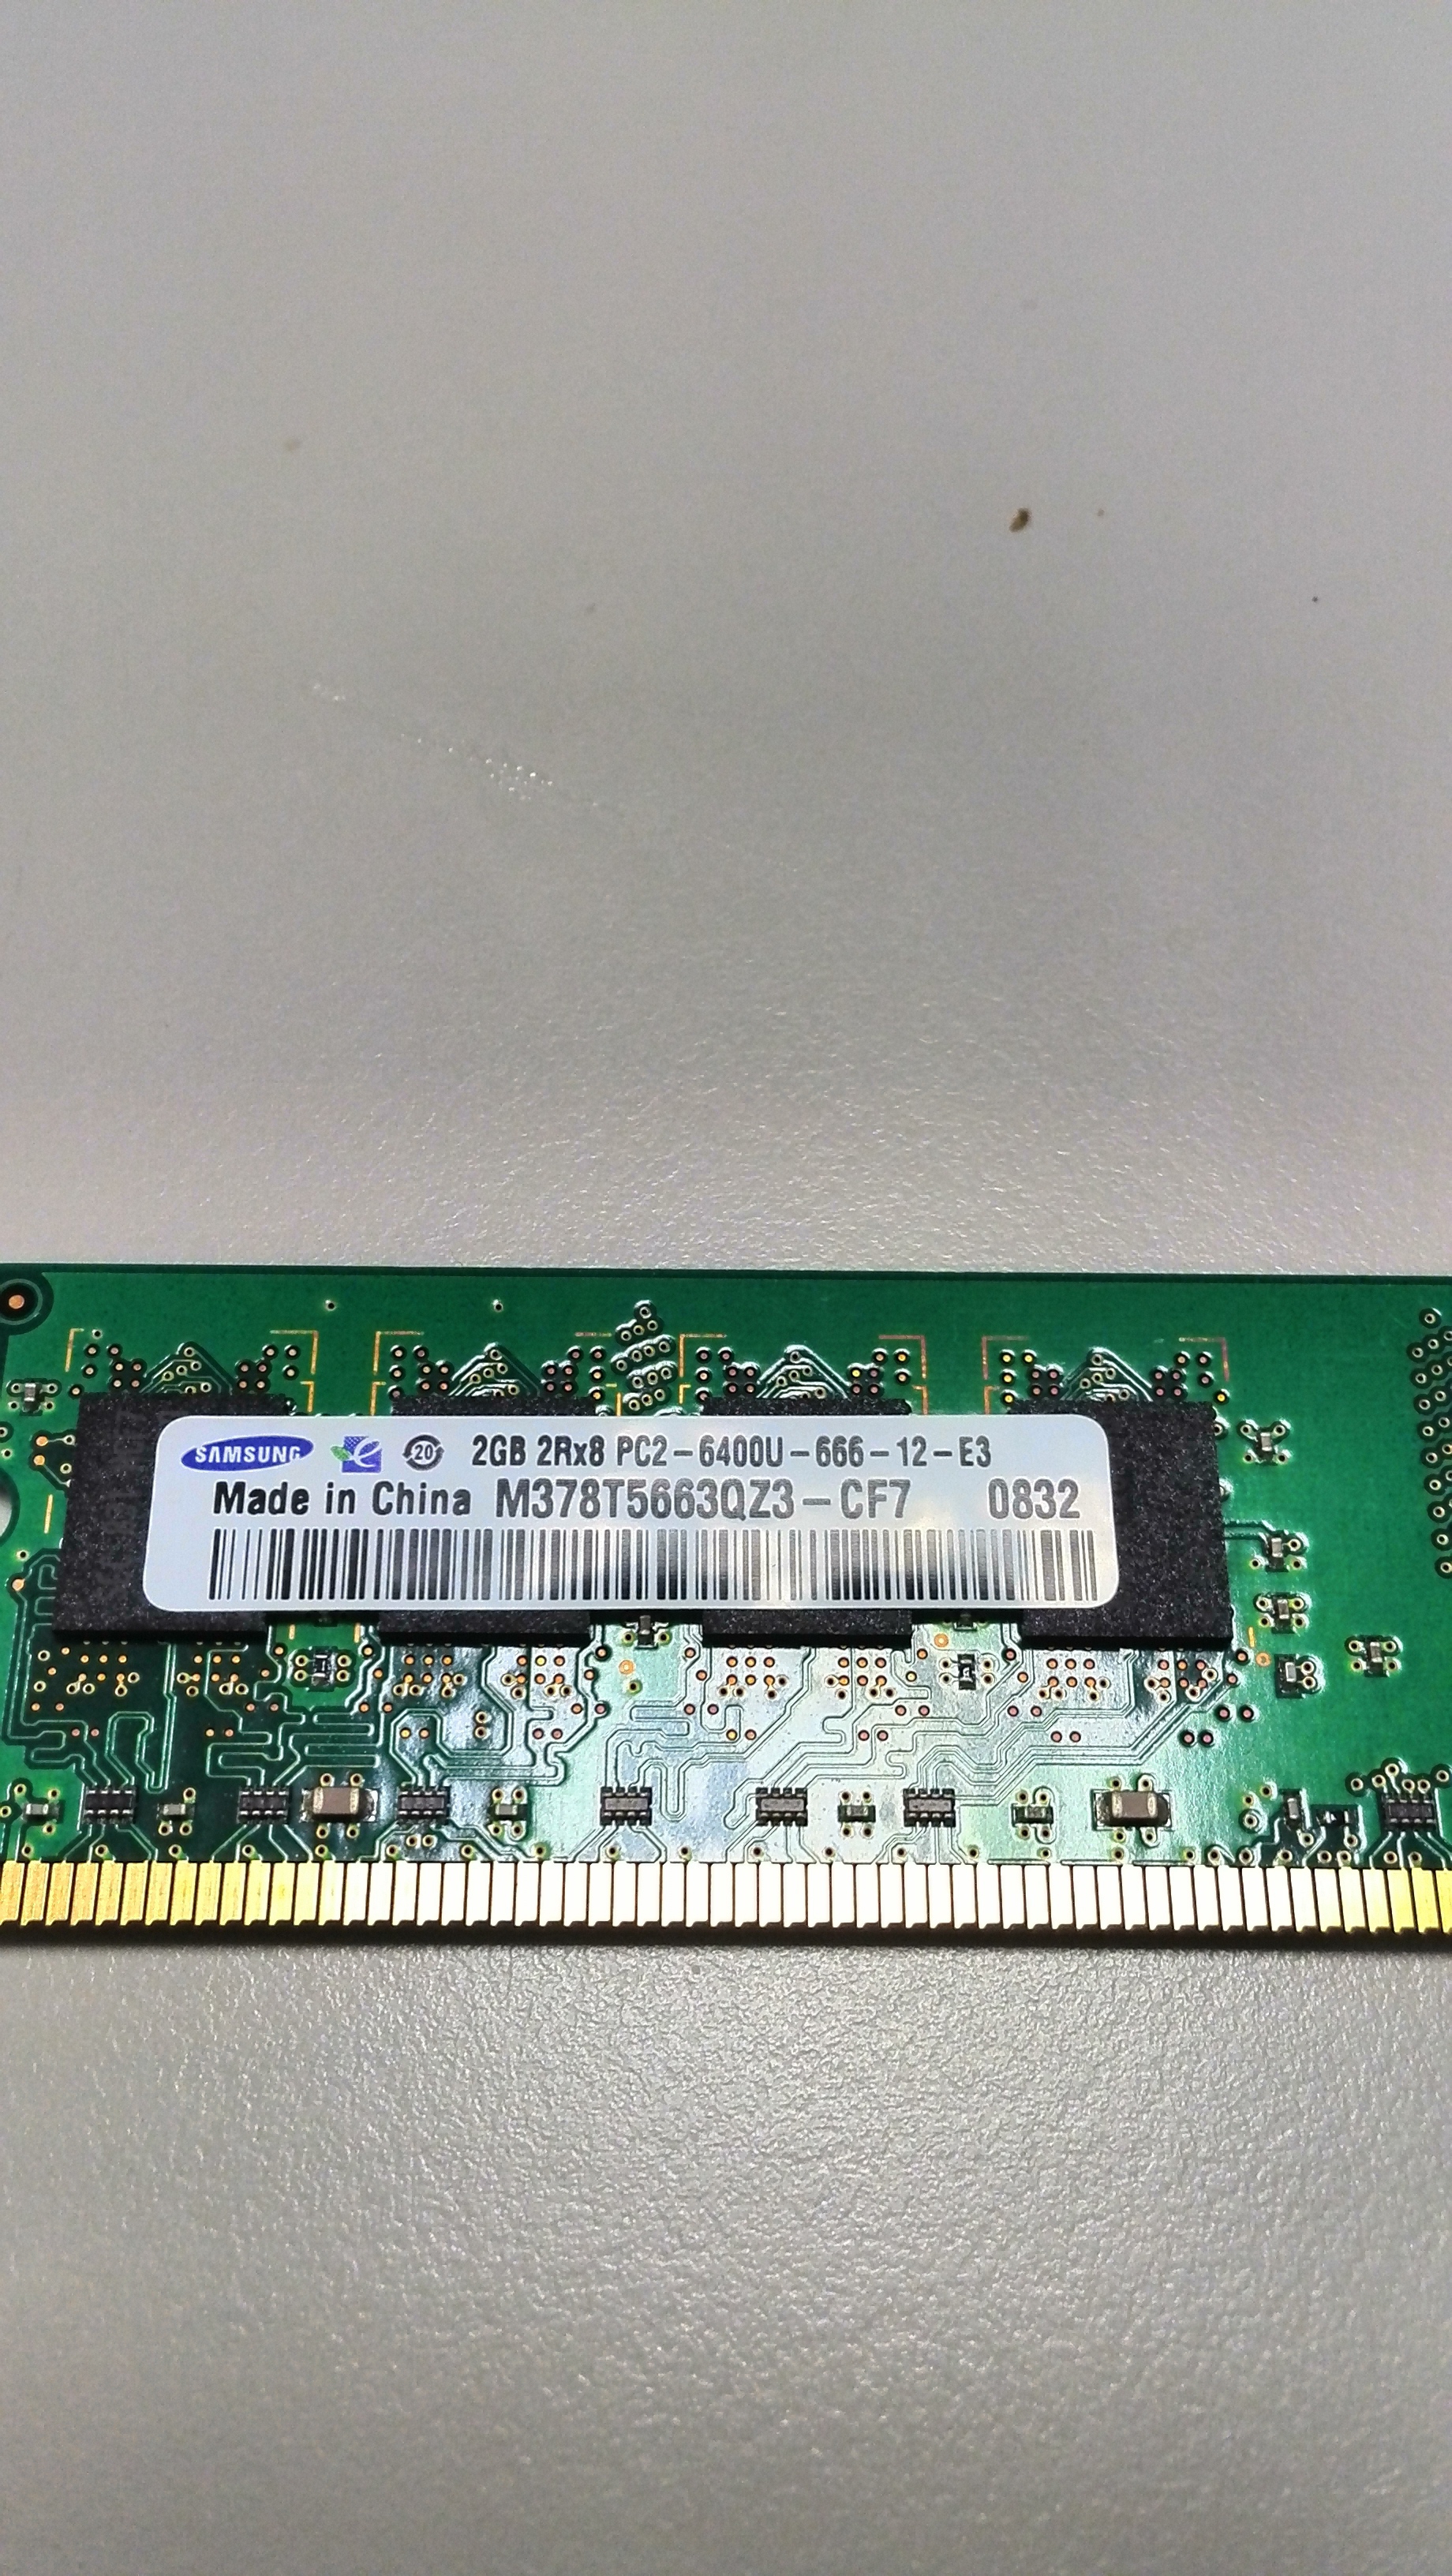 SAMSUNG e 20 2GB 2Rx8 PC2-6400U-666-12-E3
Made in China M378T5663QZ3-CF7 0832